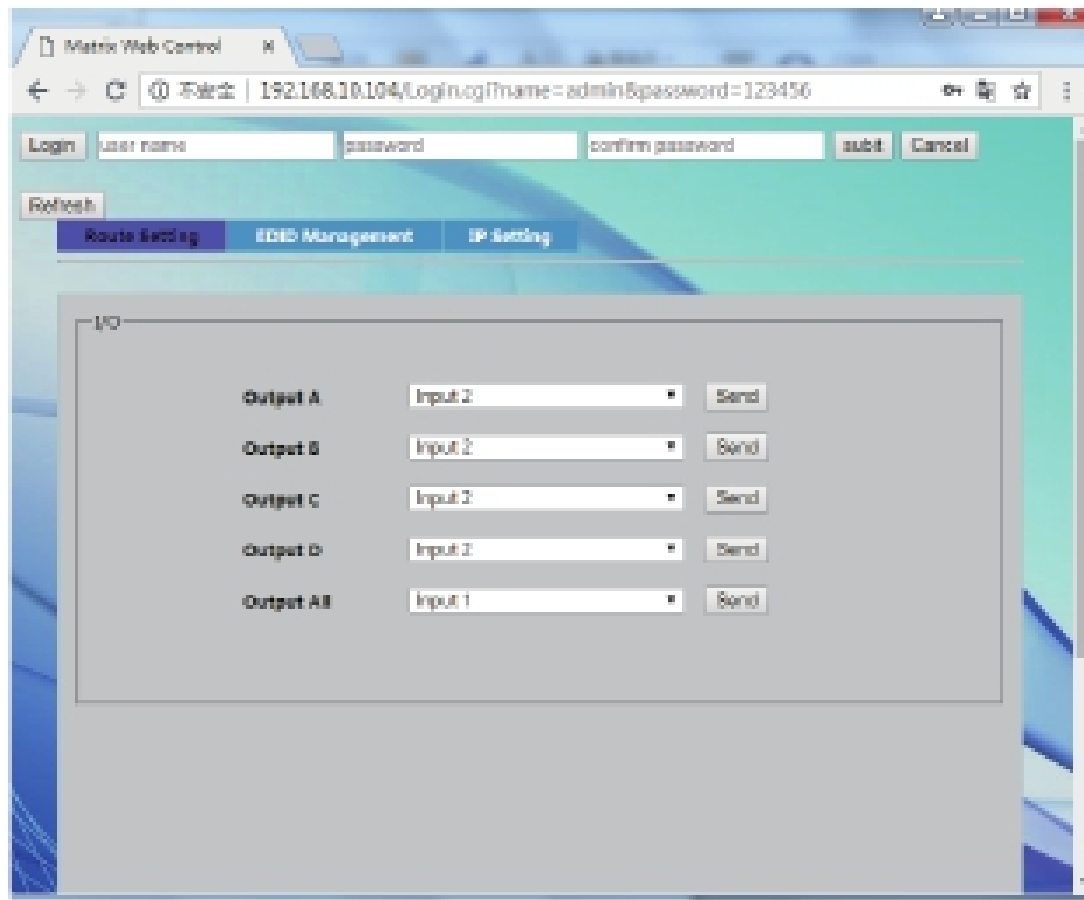 Matrix Web Control
不安全 192.168.10.104/Login.cgi?name=admin&password=123456
Login user name password confirm password subit Cancel
Refresh
Route Setting EDID Management IP Setting
I/O
Output A Input 2 Send
Output B Input 2 Send
Output C Input 2 Send
Output D Input 2 Send
Output All Input 1 Send